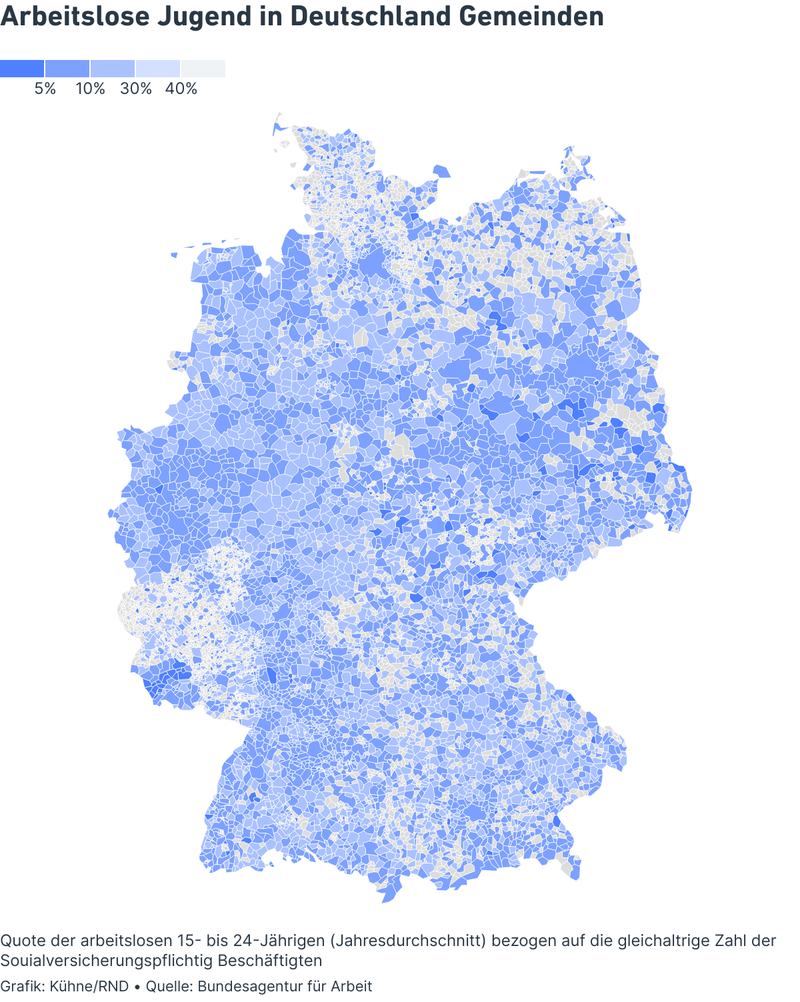 Arbeitslose Jugend in Deutschland Gemeinden
5% 10% 30% 40%
Quote der arbeitslosen 15- bis 24-Jährigen (Jahresdurchschnitt) bezogen auf die gleichaltrige Zahl der
Souialversicherungspflichtig Beschäftigten
Grafik: Kühne/RND • Quelle: Bundesagentur für Arbeit